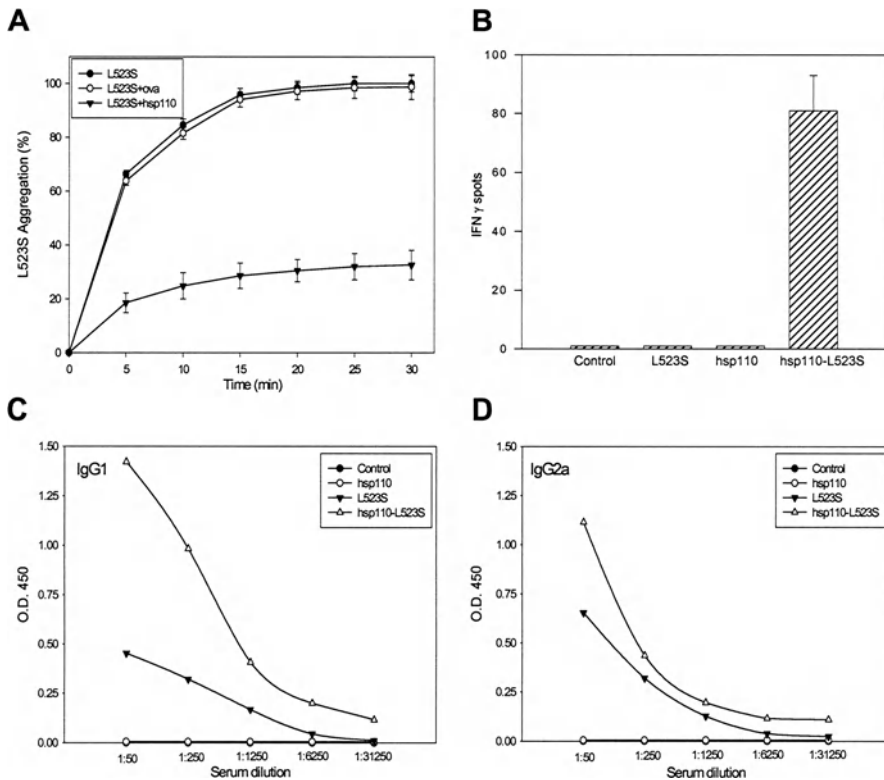 A
L523S
L523S+ova
L523S+hsp110
L523S Aggregation (%)
100
80
60
40
20
0
0 5 10 15 20 25 30
Time (min)
B
IFN γ spots
100
80
60
40
20
0
Control L523S hsp110 hsp110-L523S
C
IgG1
Control
hsp110
L523S
hsp110-L523S
O.D. 450
1.50
1.25
1.00
0.75
0.50
0.25
0.00
1:50 1:250 1:1250 1:6250 1:31250
Serum dilution
D
IgG2a
Control
hsp110
L523S
hsp110-L523S
O.D. 450
1.50
1.25
1.00
0.75
0.50
0.25
0.00
1:50 1:250 1:1250 1:6250 1:31250
Serum dilution